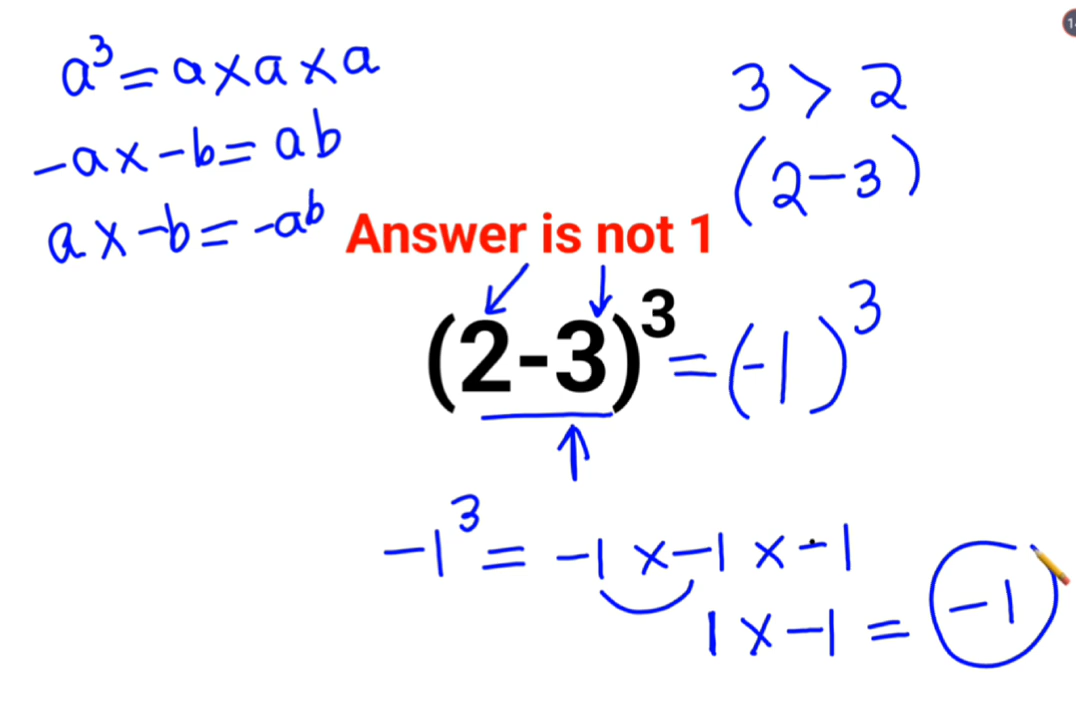 a³ = a x a x a
-a x -b = ab
a x -b = -ab
3 > 2
(2-3)
Answer is not 1
(2-3)³ = (-1)³
-1³ = -1 x -1 x -1
1 x -1 = -1